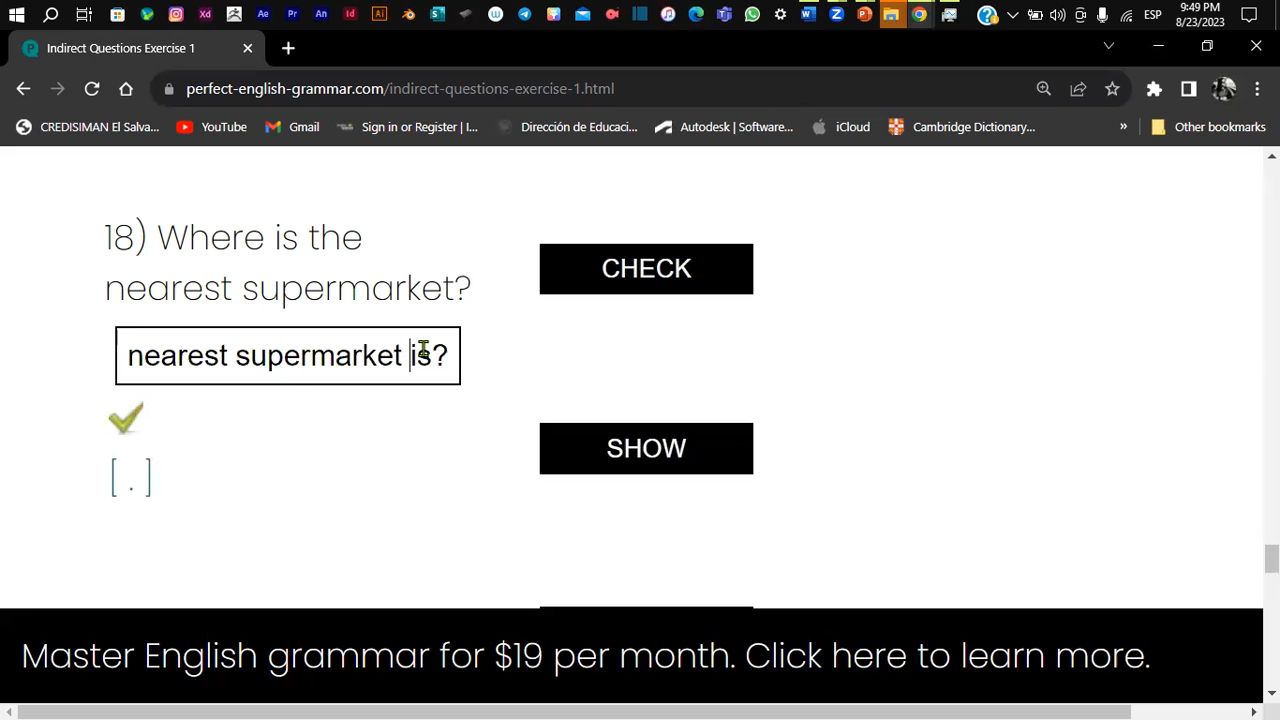 9:49 PM
ESP
8/23/2023
Indirect Questions Exercise 1
perfect-english-grammar.com/indirect-questions-exercise-1.html
CREDISIMAN El Salva...
YouTube
Gmail
Sign in or Register | I...
Dirección de Educaci...
Autodesk | Software...
iCloud
Cambridge Dictionary...
»
Other bookmarks
18) Where is the
nearest supermarket?
CHECK
nearest supermarket is?
SHOW
[ . ]
Master English grammar for $19 per month. Click here to learn more.